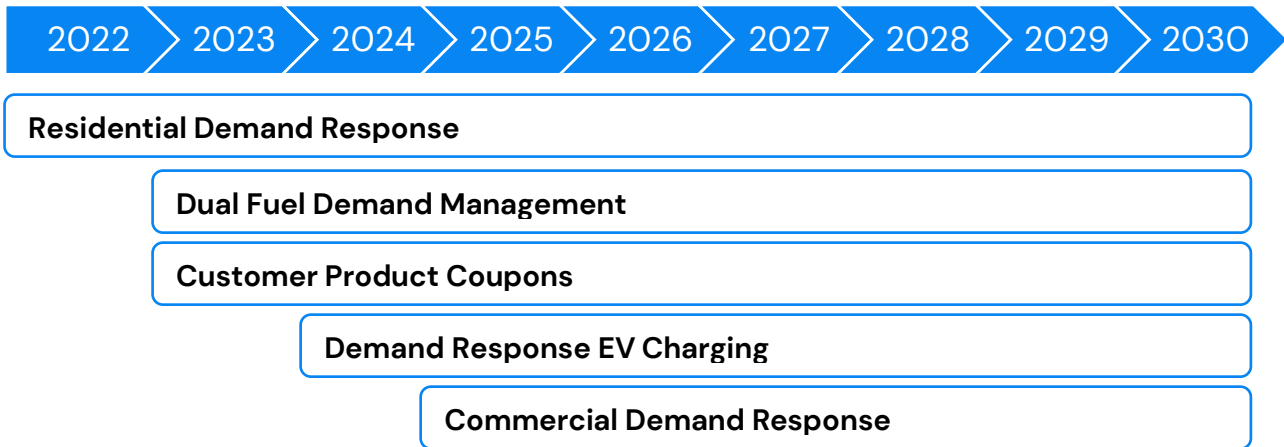 2022 2023 2024 2025 2026 2027 2028 2029 2030
Residential Demand Response
Dual Fuel Demand Management
Customer Product Coupons
Demand Response EV Charging
Commercial Demand Response